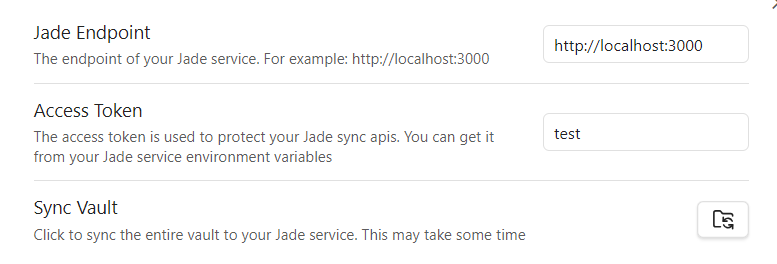 Jade Endpoint
The endpoint of your Jade service. For example: http://localhost:3000
http://localhost:3000
Access Token
The access token is used to protect your Jade sync apis. You can get it
from your Jade service environment variables
test
Sync Vault
Click to sync the entire vault to your Jade service. This may take some time